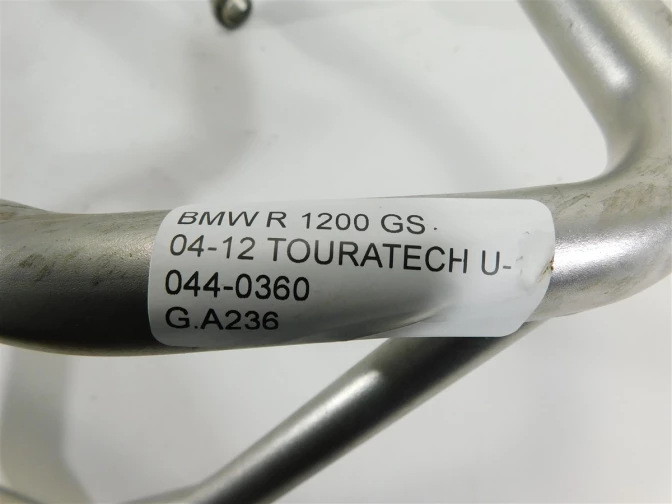 BMW R 1200 GS.
04-12 TOURATECH U-
044-0360
G.A236